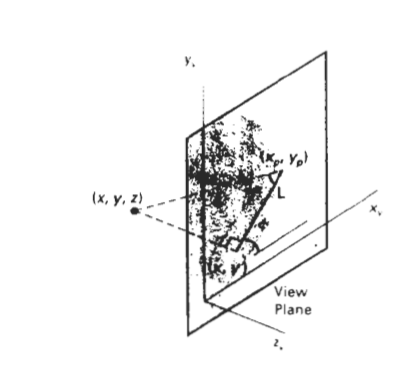 yᵥ
(xₚ, yₚ)
(x, y, z)
L
α
xᵥ
(x, y)
View
Plane
zᵥ